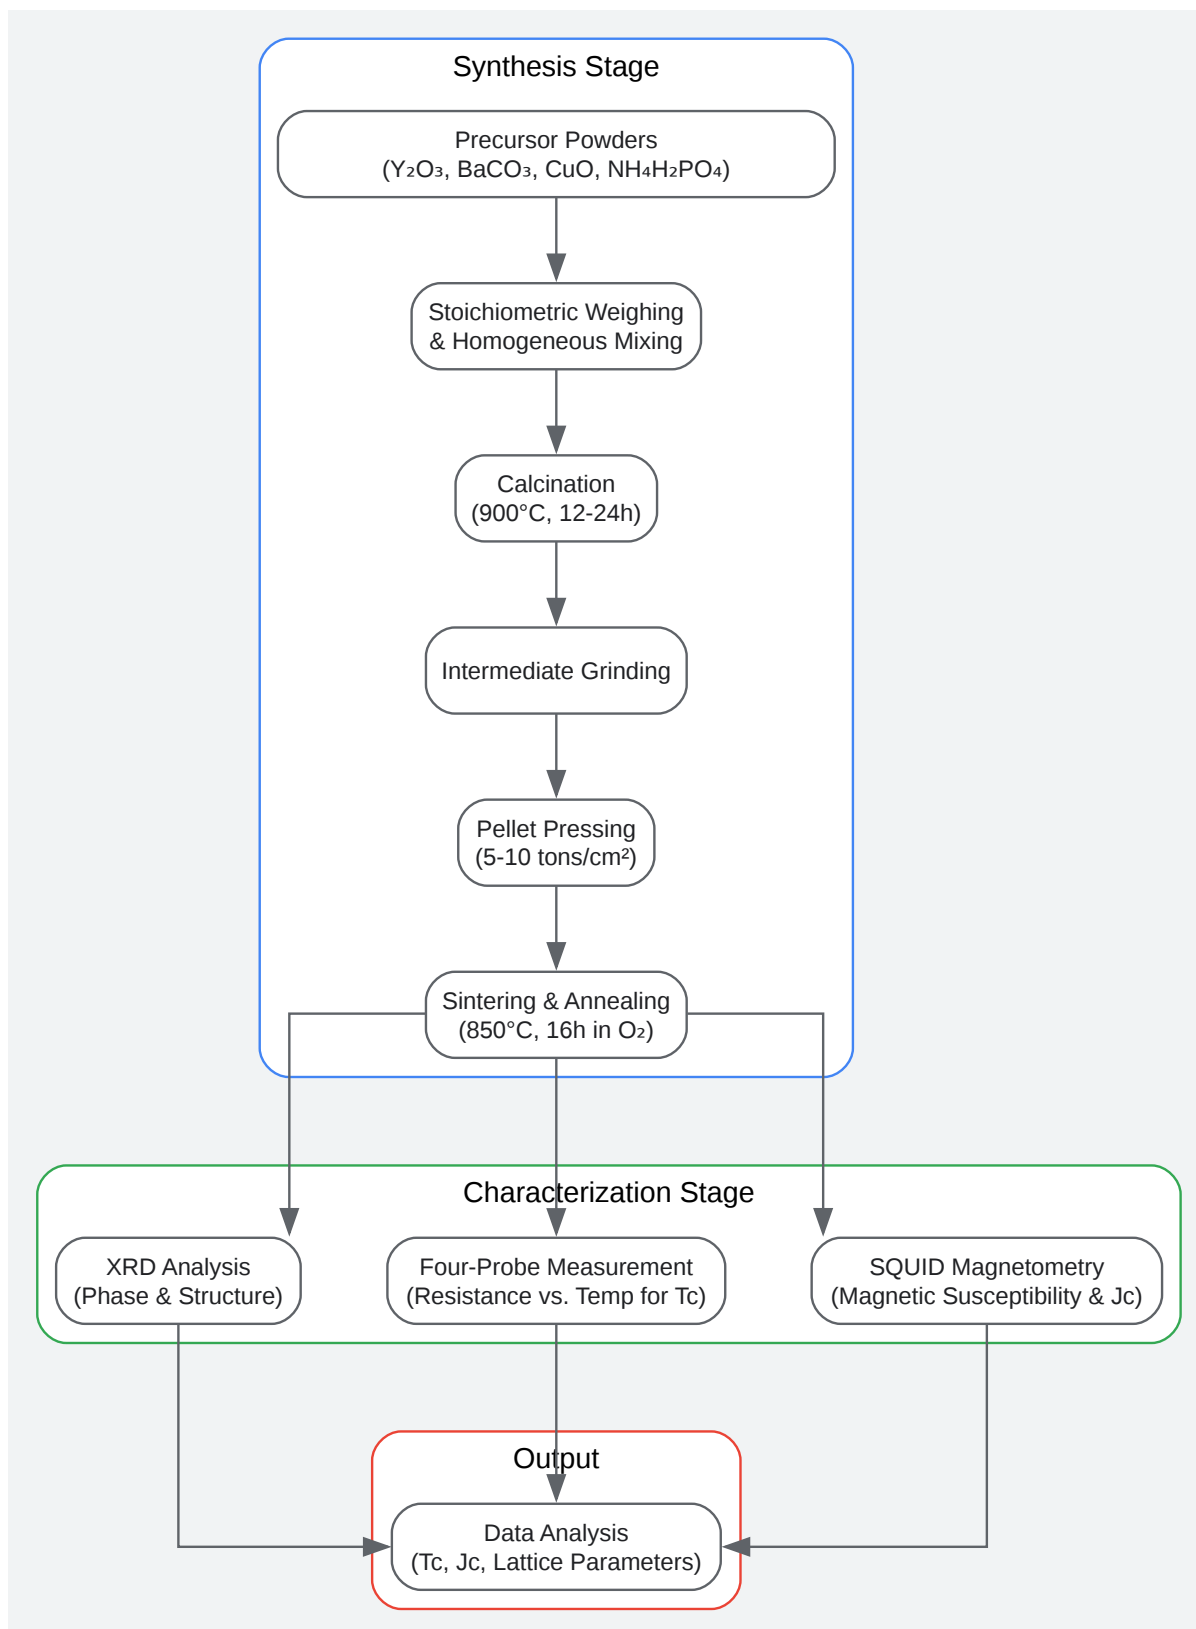 Synthesis Stage
Precursor Powders
(Y₂O₃, BaCO₃, CuO, NH₄H₂PO₄)
Stoichiometric Weighing
& Homogeneous Mixing
Calcination
(900°C, 12-24h)
Intermediate Grinding
Pellet Pressing
(5-10 tons/cm²)
Sintering & Annealing
(850°C, 16h in O₂)
Characterization Stage
XRD Analysis
(Phase & Structure)
Four-Probe Measurement
(Resistance vs. Temp for Tc)
SQUID Magnetometry
(Magnetic Susceptibility & Jc)
Output
Data Analysis
(Tc, Jc, Lattice Parameters)